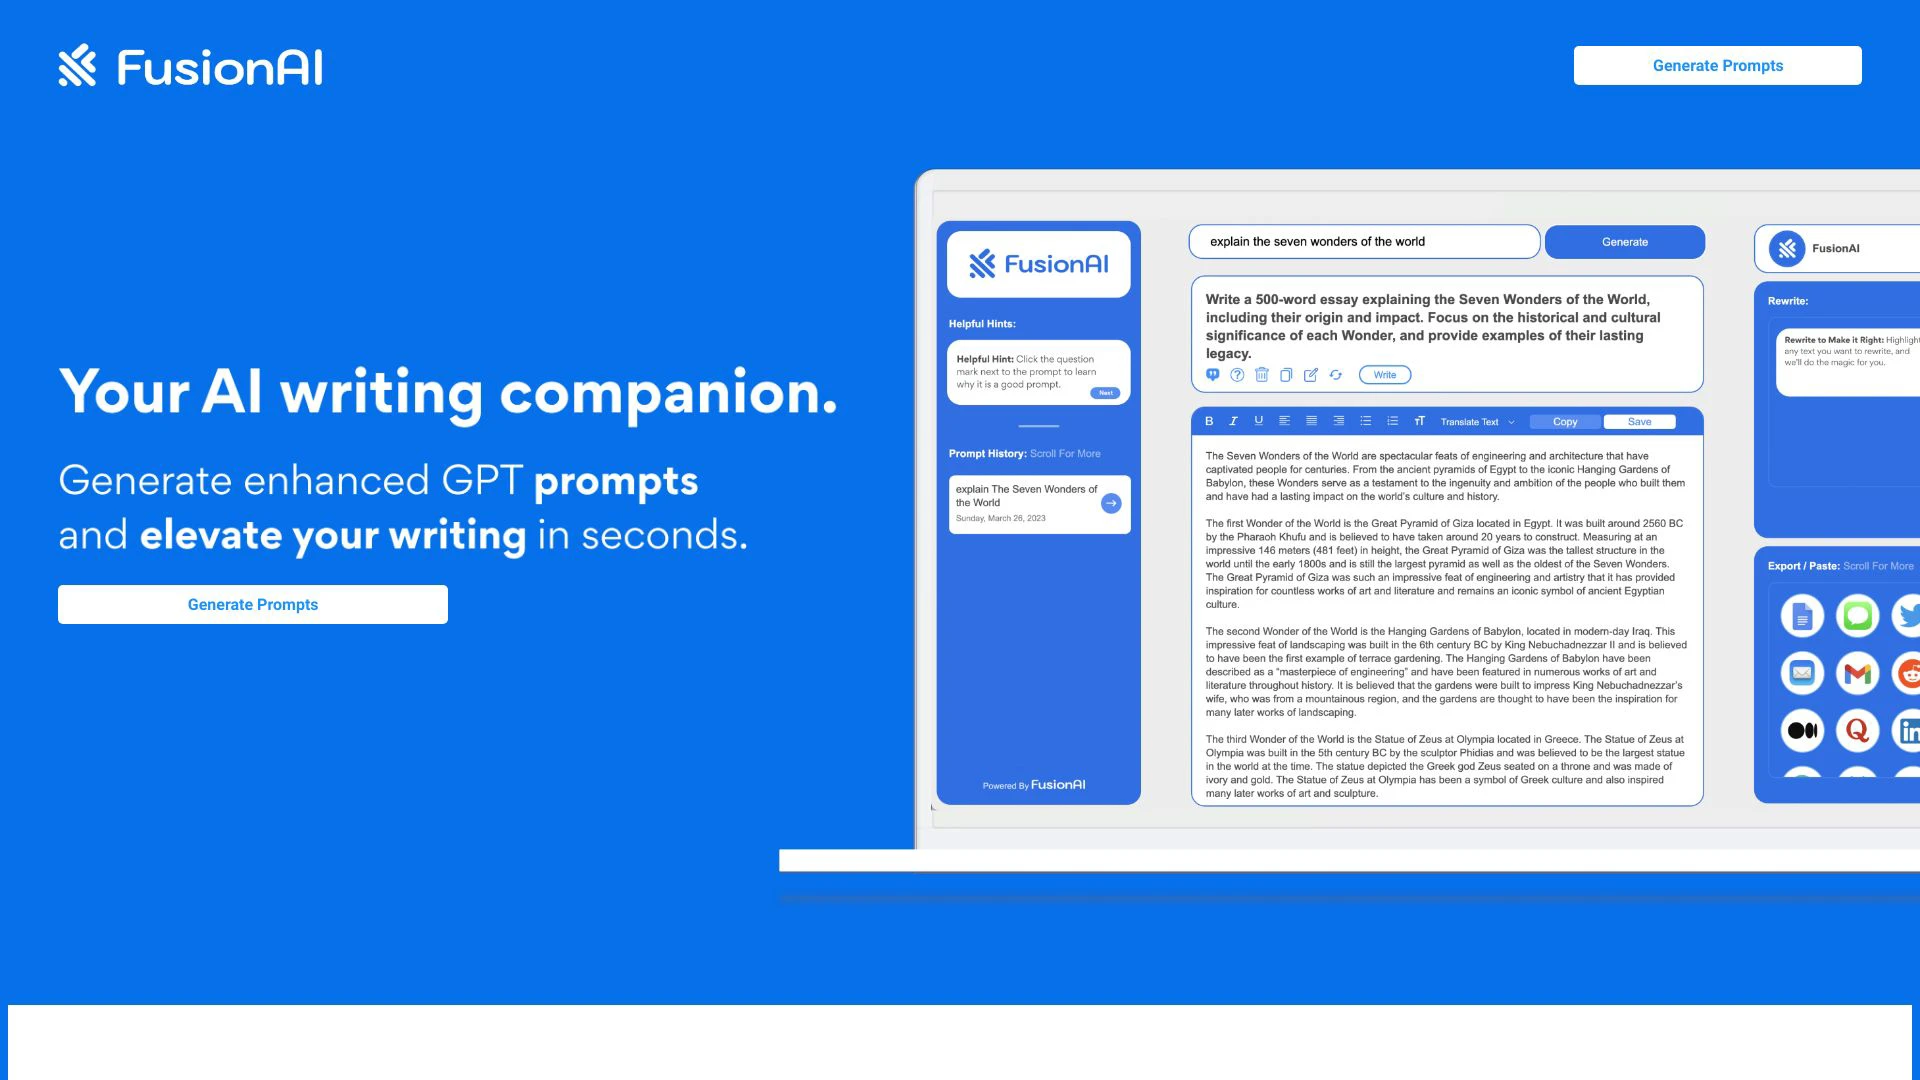 FusionAI
Generate Prompts
Your AI writing companion.
Generate enhanced GPT prompts
and elevate your writing in seconds.
Generate Prompts
FusionAI
Helpful Hints:
Helpful Hint: Click the question
mark next to the prompt to learn
why it is a good prompt.
Next
Prompt History: Scroll For More
explain The Seven Wonders of
the World
Sunday, March 26, 2023
Powered By FusionAI
explain the seven wonders of the world
Generate
Write a 500-word essay explaining the Seven Wonders of the World,
including their origin and impact. Focus on the historical and cultural
significance of each Wonder, and provide examples of their lasting
legacy.
Write
B I U Translate Text Copy Save
The Seven Wonders of the World are spectacular feats of engineering and architecture that have
captivated people for centuries. From the ancient pyramids of Egypt to the iconic Hanging Gardens of
Babylon, these Wonders serve as a testament to the ingenuity and ambition of the people who built them
and have had a lasting impact on the world's culture and history.
The first Wonder of the World is the Great Pyramid of Giza located in Egypt. It was built around 2560 BC
by the Pharaoh Khufu and is believed to have taken around 20 years to construct. Measuring at an
impressive 146 meters (481 feet) in height, the Great Pyramid of Giza was the tallest structure in the
world until the early 1800s and is still the largest pyramid as well as the oldest of the Seven Wonders.
The Great Pyramid of Giza was such an impressive feat of engineering and artistry that it has provided
inspiration for countless works of art and literature and remains an iconic symbol of ancient Egyptian
culture.
The second Wonder of the World is the Hanging Gardens of Babylon, located in modern-day Iraq. This
impressive feat of landscaping was built in the 6th century BC by King Nebuchadnezzar II and is believed
to have been the first example of terrace gardening. The Hanging Gardens of Babylon have been
described as a “masterpiece of engineering” and have been featured in numerous works of art and
literature throughout history. It is believed that the gardens were built to impress King Nebuchadnezzar's
wife, who was from a mountainous region, and the gardens are thought to have been the inspiration for
many later works of landscaping.
The third Wonder of the World is the Statue of Zeus at Olympia located in Greece. The Statue of Zeus at
Olympia was built in the 5th century BC by the sculptor Phidias and was believed to be the largest statue
in the world at the time. The statue depicted the Greek god Zeus seated on a throne and was made of
ivory and gold. The Statue of Zeus at Olympia has been a symbol of Greek culture and also inspired
many later works of art and sculpture.
FusionAI
Rewrite:
Rewrite to Make it Right: Highlight
any text you want to rewrite, and
we'll do the magic for you.
Export / Paste: Scroll For More